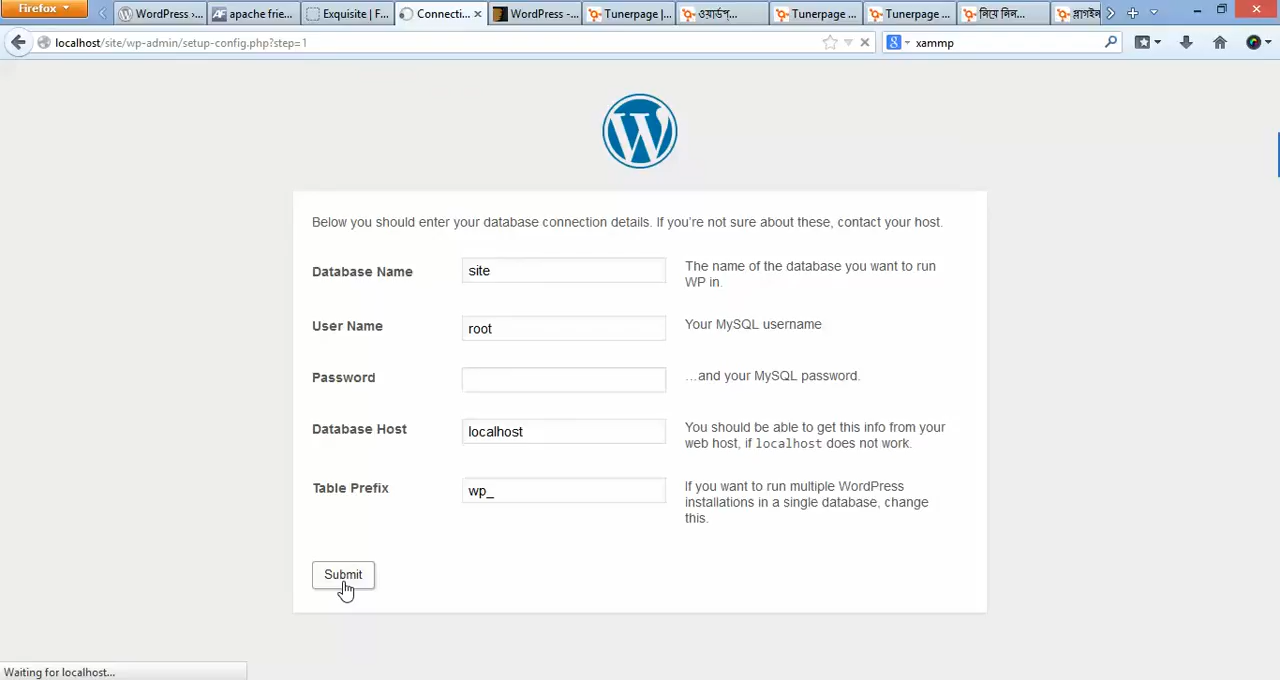 Firefox
WordPress ›...
apache frie...
Exquisite | F...
Connecti...
WordPress -...
Tunerpage |...
ওয়ার্ডপ্...
Tunerpage ...
Tunerpage ...
নিয়ে নিন...
localhost/site/wp-admin/setup-config.php?step=1
xammp
Below you should enter your database connection details. If you're not sure about these, contact your host.
Database Name
site
The name of the database you want to run
WP in.
User Name
root
Your MySQL username
Password
…and your MySQL password.
Database Host
localhost
You should be able to get this info from your
web host, if localhost does not work.
Table Prefix
wp_
If you want to run multiple WordPress
installations in a single database, change
this.
Submit
Waiting for localhost...